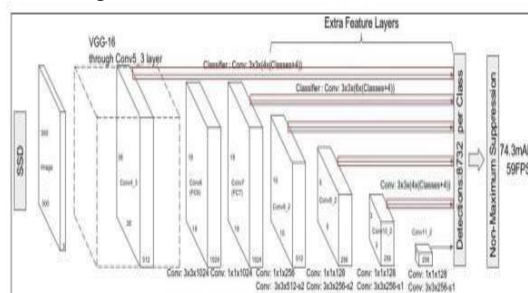 Extra Feature Layers
VGG-16
through Conv5_3 layer
Classifier : Conv: 3x3x(4x(Classes+4))
Classifier : Conv: 3x3x(6x(Classes+4))
Conv: 3x3x(4x(Classes+4))
SSD
300
Image
300
38
Conv4_3
38
512
19
Conv6
(FC6)
19
1024
19
Conv7
(FC7)
19
1024
10
Conv8_2
10
512
5
Conv9_2
5
256
3
Conv10_2
3
256
Conv11_2
256
Detections:8732 per Class
Non-Maximum Suppression
74.3mA
59FPS
Conv: 3x3x1024
Conv: 1x1x1024
Conv: 1x1x256
Conv: 3x3x512-s2
Conv: 1x1x128
Conv: 3x3x256-s2
Conv: 1x1x128
Conv: 3x3x256-s1
Conv: 1x1x128
Conv: 3x3x256-s1